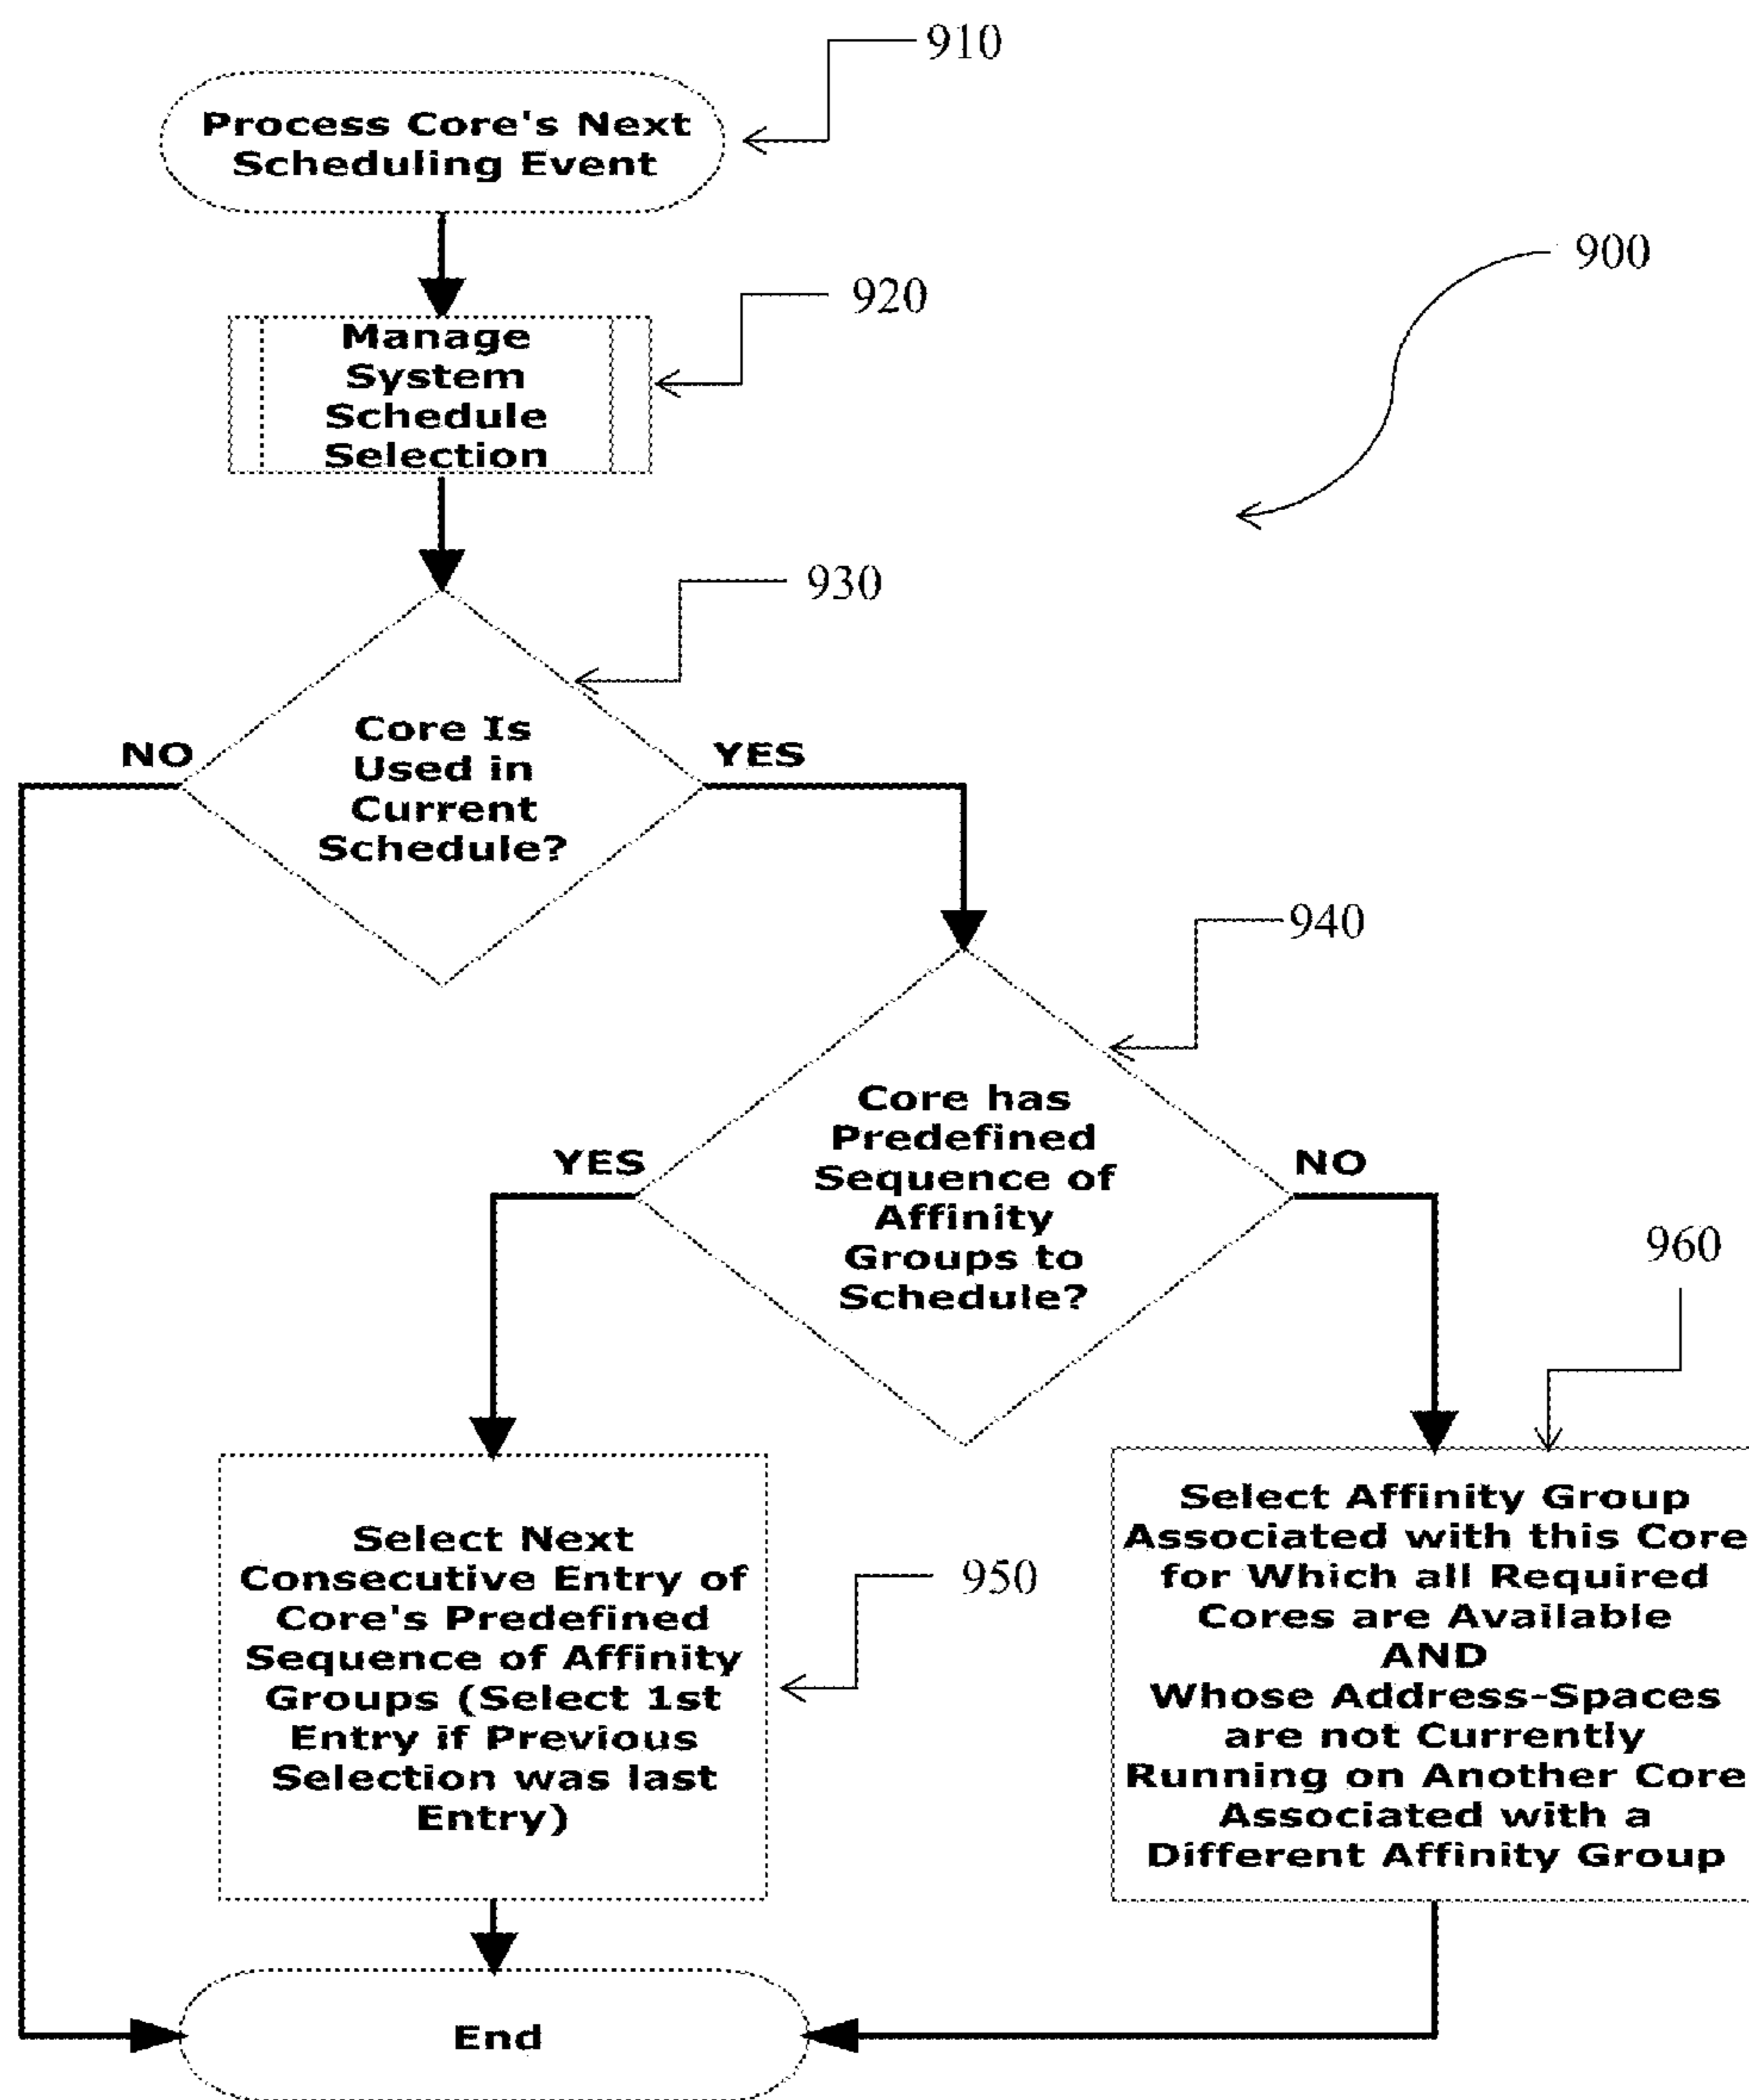 910
Process Core's Next
Scheduling Event
900
920
Manage
System
Schedule
Selection
930
Core Is
Used in
Current
Schedule?
NO
YES
940
Core has
Predefined
Sequence of
Affinity
Groups to
Schedule?
YES
NO
960
Select Next
Consecutive Entry of
Core's Predefined
Sequence of Affinity
Groups (Select 1st
Entry if Previous
Selection was last
Entry)
950
Select Affinity Group
Associated with this Core
for Which all Required
Cores are Available
AND
Whose Address-Spaces
are not Currently
Running on Another Core
Associated with a
Different Affinity Group
End